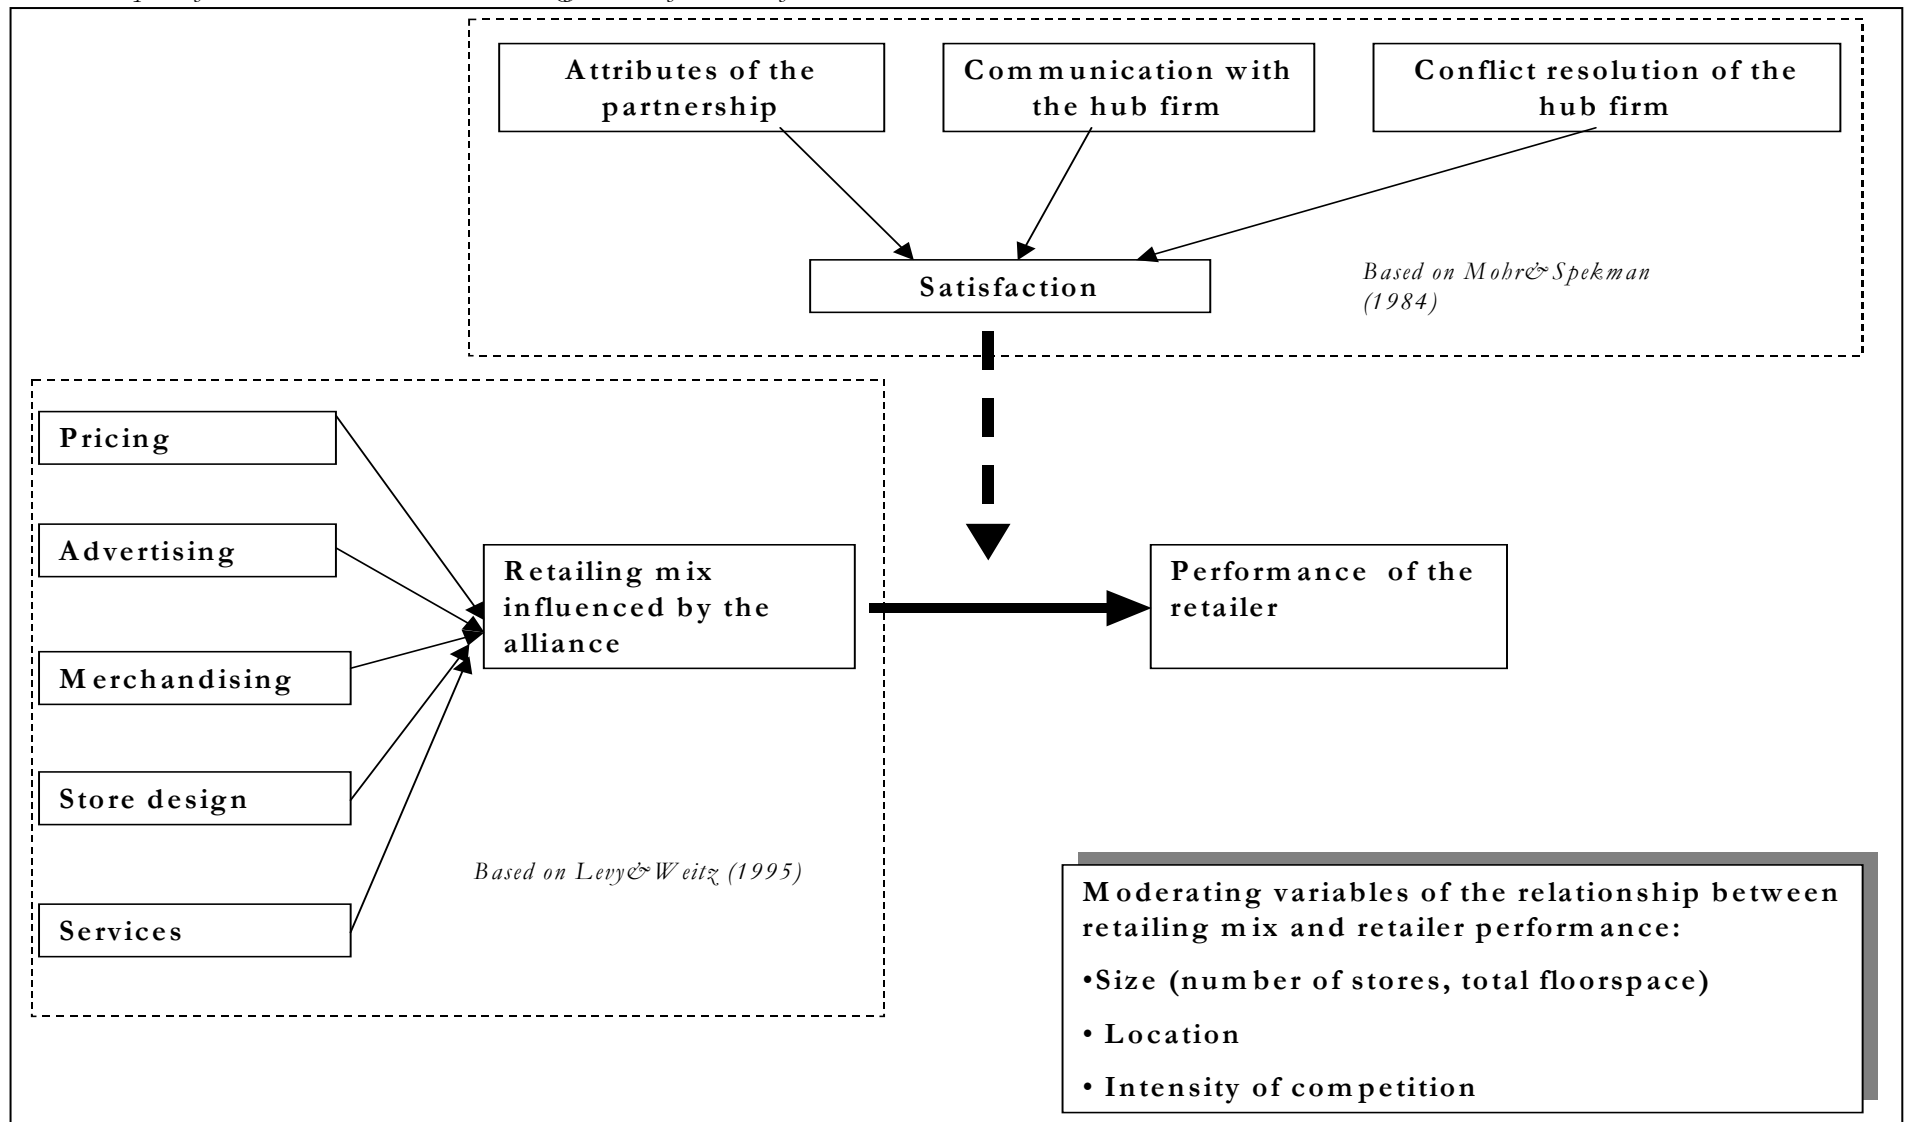 Attributes of the
partnership
Communication with
the hub firm
Conflict resolution of the
hub firm
Satisfaction
Based on Mohr& Spekman
(1984)
Pricing
Advertising
Merchandising
Store design
Services
Retailing mix
influenced by the
alliance
Based on Levy& Weitz (1995)
Performance of the
retailer
Moderating variables of the relationship between
retailing mix and retailer performance:
•Size (number of stores, total floorspace)
• Location
• Intensity of competition